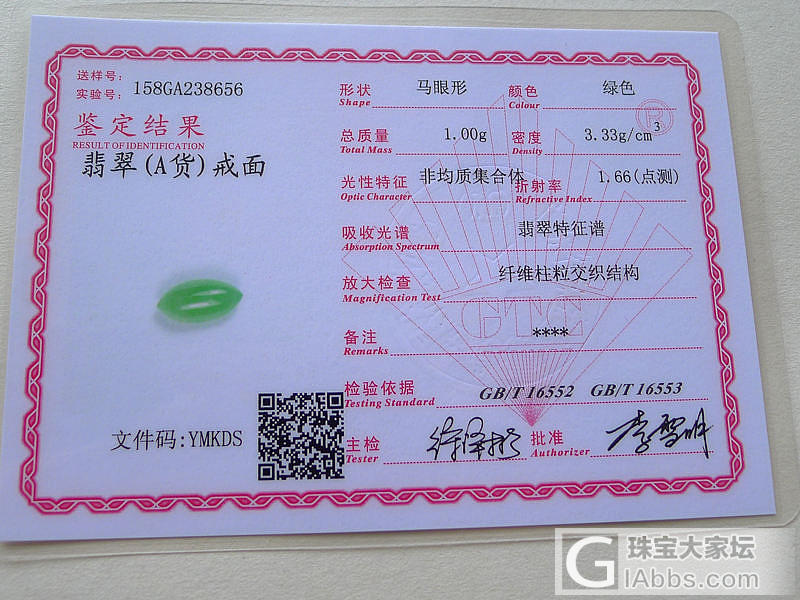 送样号:
实验号: 158GA238656
鉴定结果
RESULT OF IDENTIFICATION
翡翠(A货)戒面
文件码:YMKDS
形状 马眼形 颜色 绿色
Shape Colour
总质量 1.00g 密度 3.33g/cm³
Total Mass Density
光性特征 非均质集合体 折射率 1.66(点测)
Optic Character Refractive Index
吸收光谱 翡翠特征谱
Absorption Spectrum
放大检查 纤维柱粒交织结构
Magnification Test
GTC
备注 ****
Remarks
检验依据 GB/T 16552 GB/T 16553
Testing Standard
主检 批准 李雪明
Tester Authorizer
R
G 珠宝大家坛
GIAbbs.com